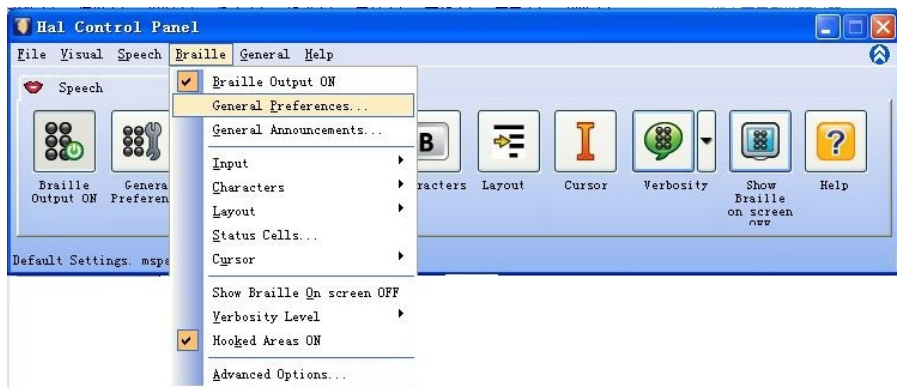 Hal Control Panel
File Visual Speech Braille General Help
Speech
Braille Output ON
General Preferences...
General Announcements...
Input
Characters
Layout
Status Cells...
Cursor
Show Braille On screen OFF
Verbosity Level
Hooked Areas ON
Advanced Options...
Braille Output ON
Genera Preferen
B
racters
Layout
Cursor
Verbosity
Show Braille on screen
Help
Default Settings. mspe